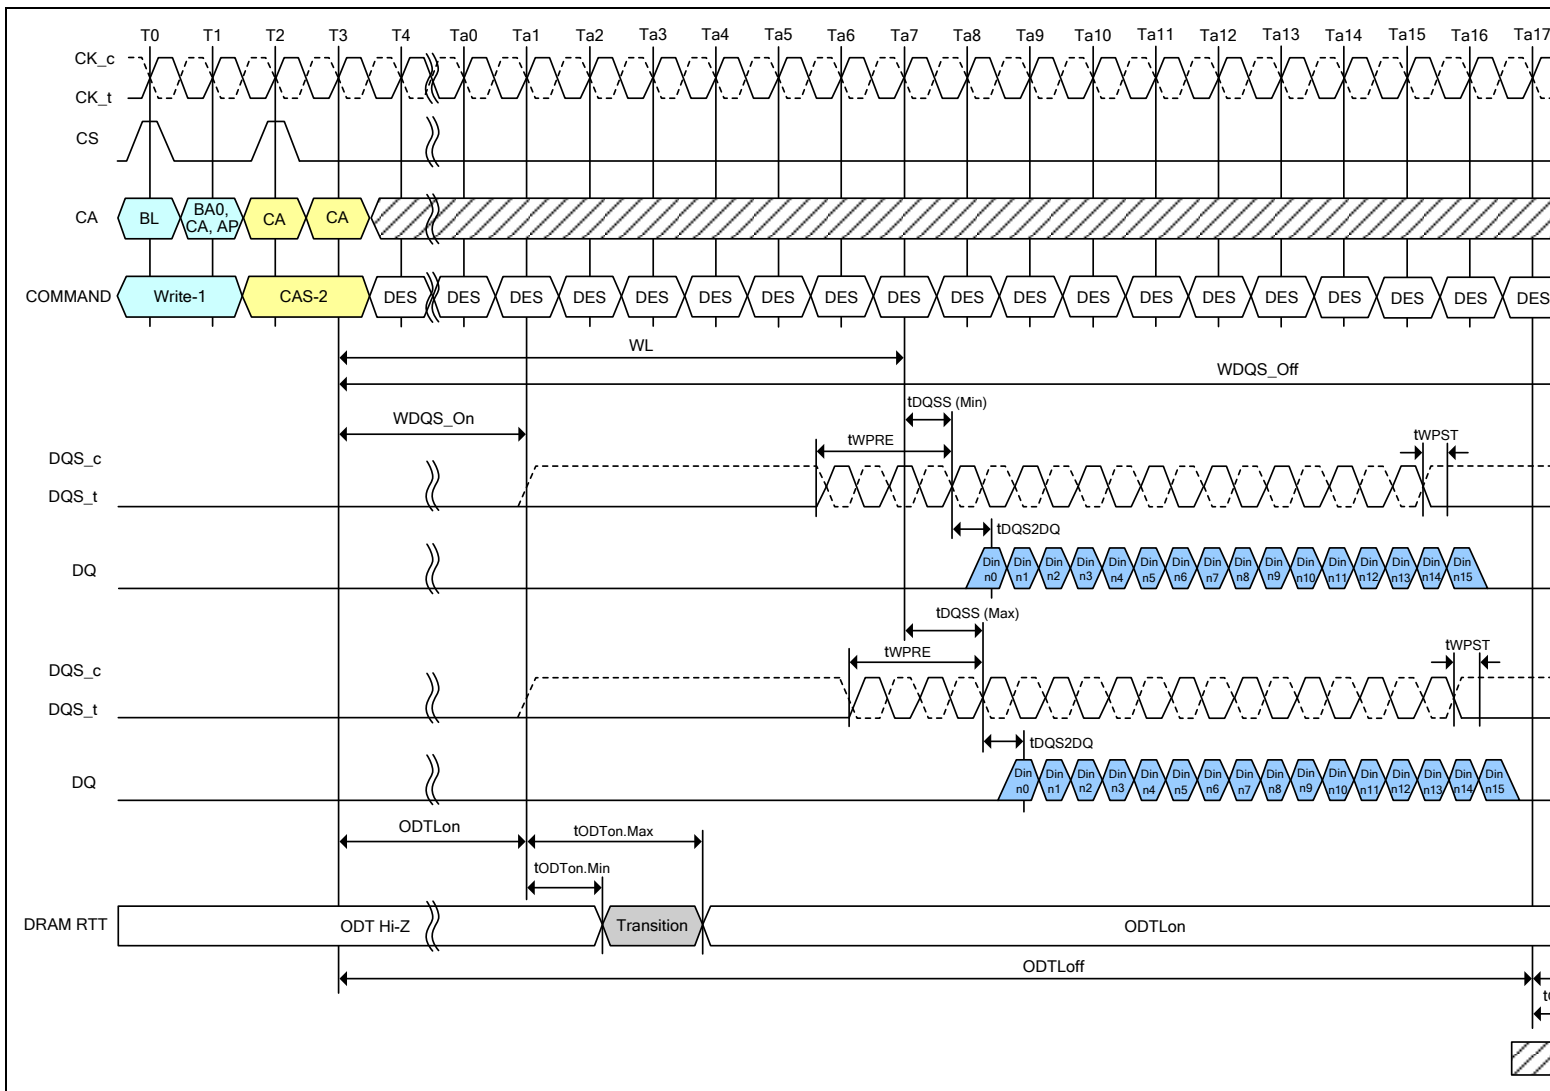 T0 T1 T2 T3 T4 Ta0 Ta1 Ta2 Ta3 Ta4 Ta5 Ta6 Ta7 Ta8 Ta9 Ta10 Ta11 Ta12 Ta13 Ta14 Ta15 Ta16 Ta17
CK_c
CK_t
CS
CA BL BA0, CA, AP CA CA
COMMAND Write-1 CAS-2 DES DES DES DES DES DES DES DES DES DES DES DES DES DES DES DES DES DES DES
WL
WDQS_Off
tDQSS (Min)
WDQS_On
tWPRE tWPST
DQS_c
DQS_t
tDQS2DQ
DQ Din n0 Din n1 Din n2 Din n3 Din n4 Din n5 Din n6 Din n7 Din n8 Din n9 Din n10 Din n11 Din n12 Din n13 Din n14 Din n15
tDQSS (Max)
tWPRE tWPST
DQS_c
DQS_t
tDQS2DQ
DQ Din n0 Din n1 Din n2 Din n3 Din n4 Din n5 Din n6 Din n7 Din n8 Din n9 Din n10 Din n11 Din n12 Din n13 Din n14 Din n15
ODTLon tODTon.Max
tODTon.Min
DRAM RTT ODT Hi-Z Transition ODTLon
ODTLoff